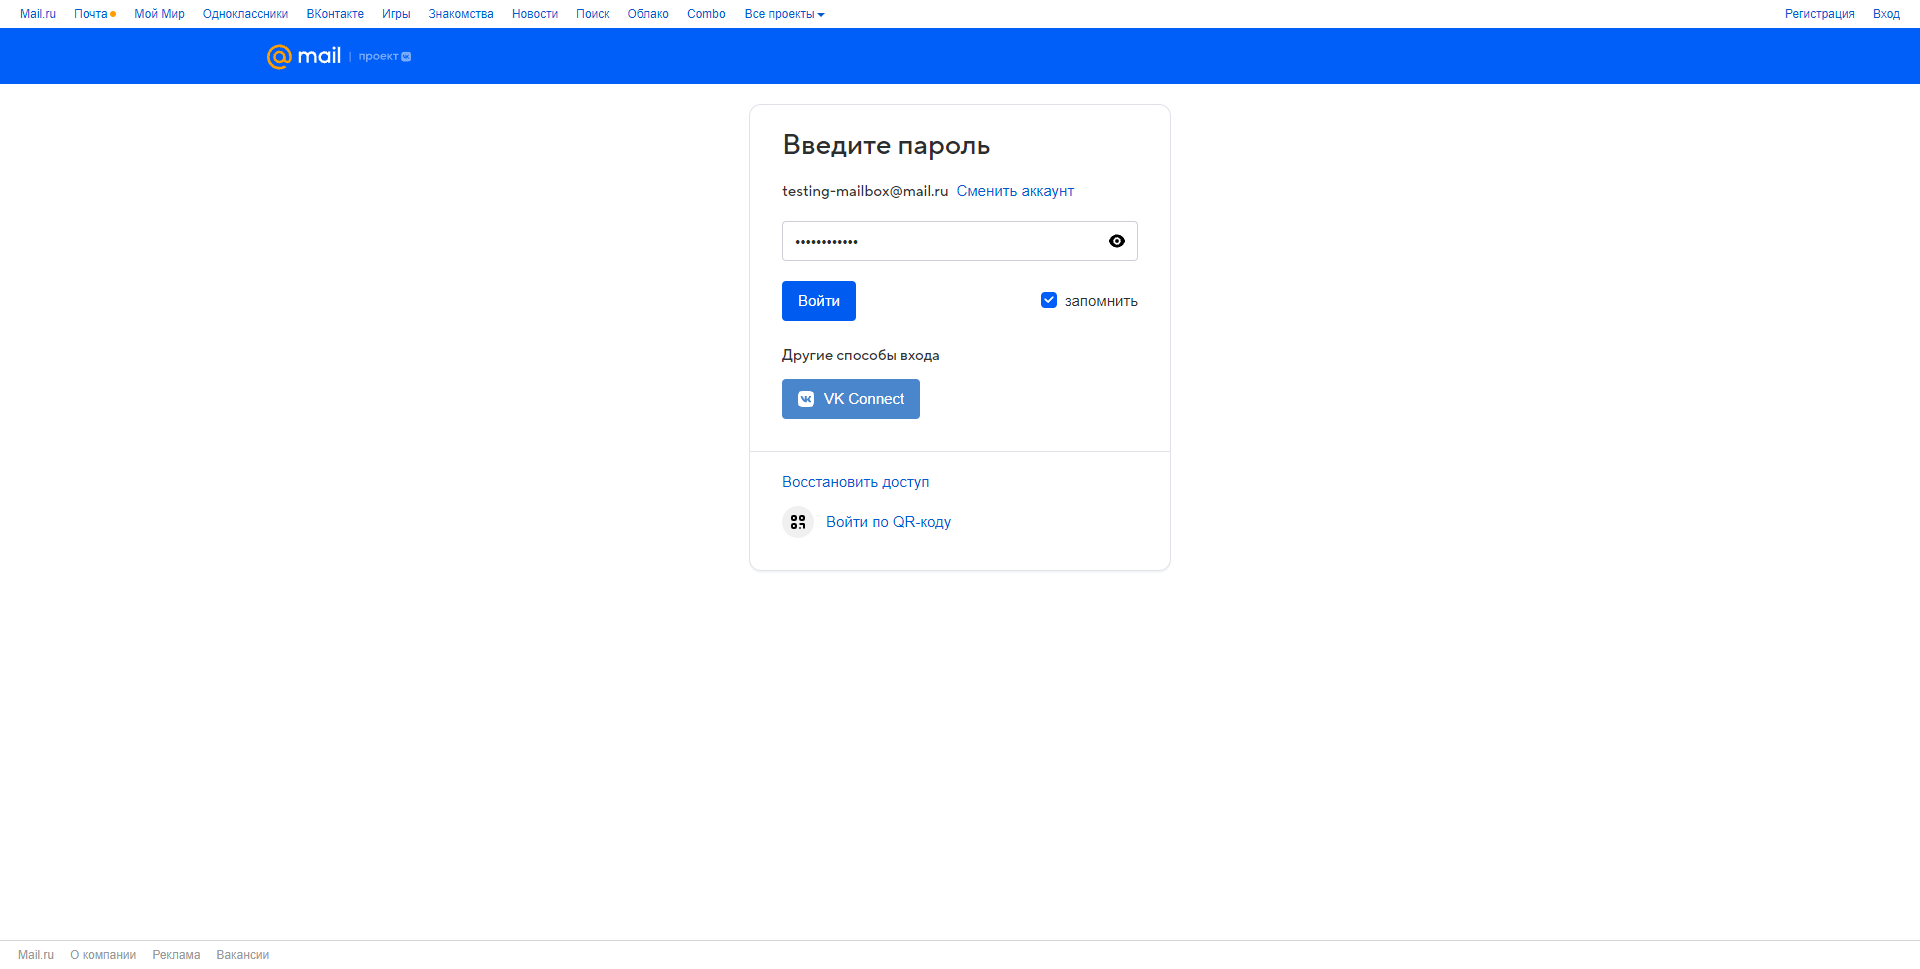 Mail.ru Почта Мой Мир Одноклассники ВКонтакте Игры Знакомства Новости Поиск Облако Combo Все проекты Регистрация Вход
@mail | проект
Введите пароль
testing-mailbox@mail.ru Сменить аккаунт
••••••••••••
Войти запомнить
Другие способы входа
VK Connect
Восстановить доступ
Войти по QR-коду
Mail.ru О компании Реклама Вакансии